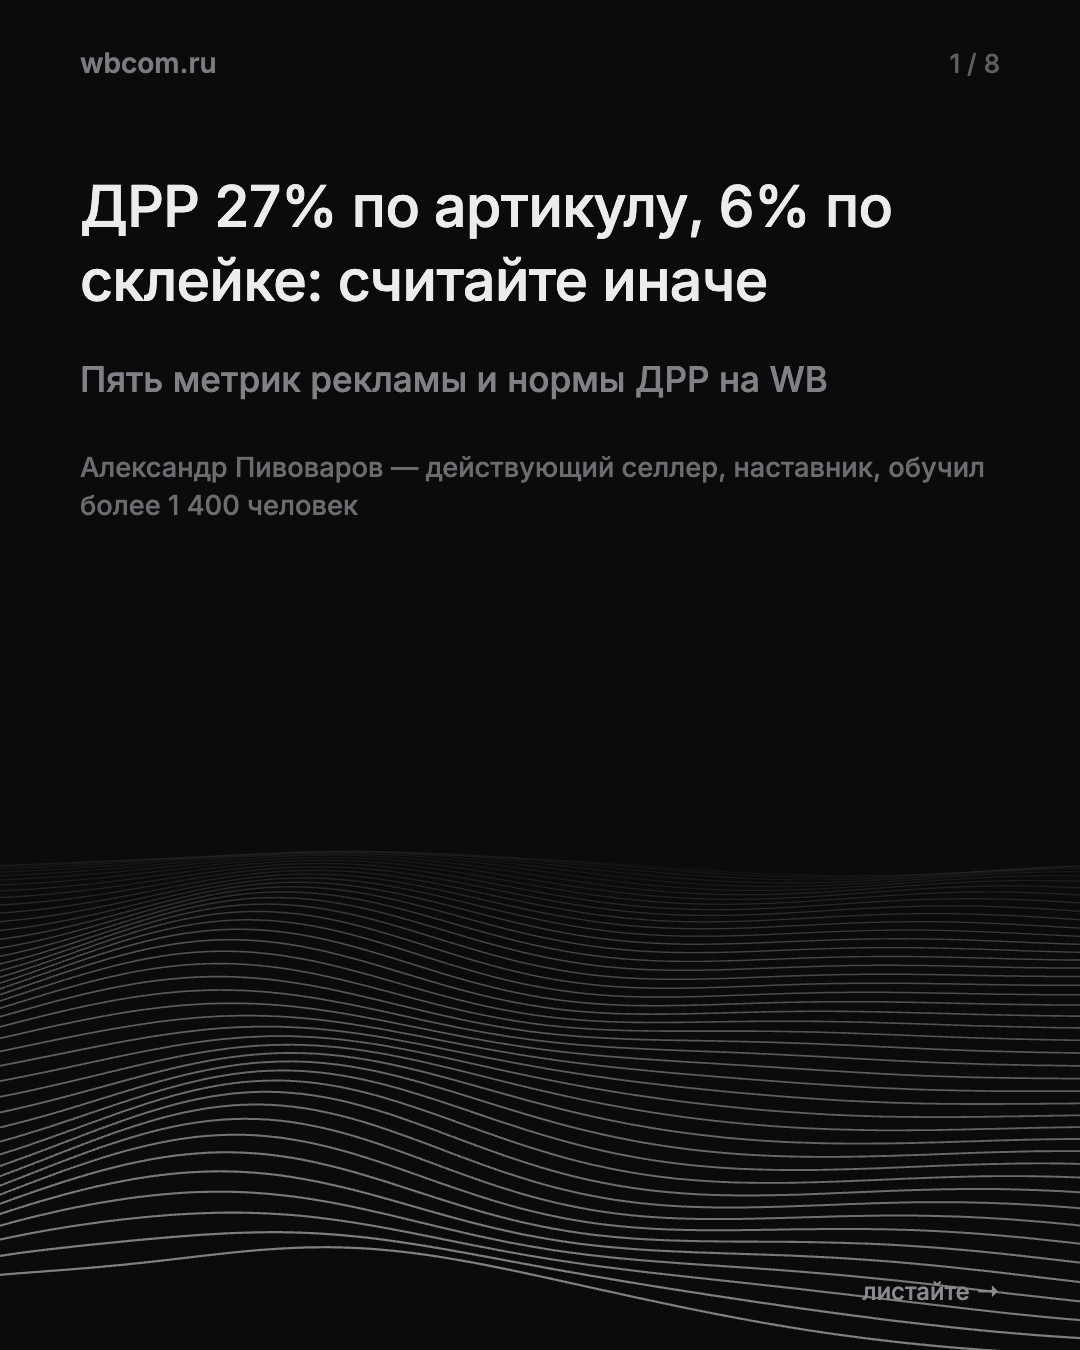 wbcom.ru
1 / 8
ДРР 27% по артикулу, 6% по
склейке: считайте иначе
Пять метрик рекламы и нормы ДРР на WB
Александр Пивоваров — действующий селлер, наставник, обучил
более 1 400 человек
листайте →